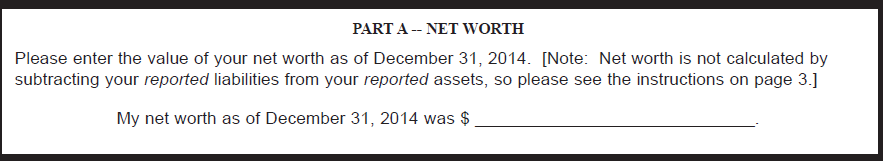 PART A -- NET WORTH
Please enter the value of your net worth as of December 31, 2014. [Note: Net worth is not calculated by
subtracting your reported liabilities from your reported assets, so please see the instructions on page 3.]
My net worth as of December 31, 2014 was $ ______________________________.